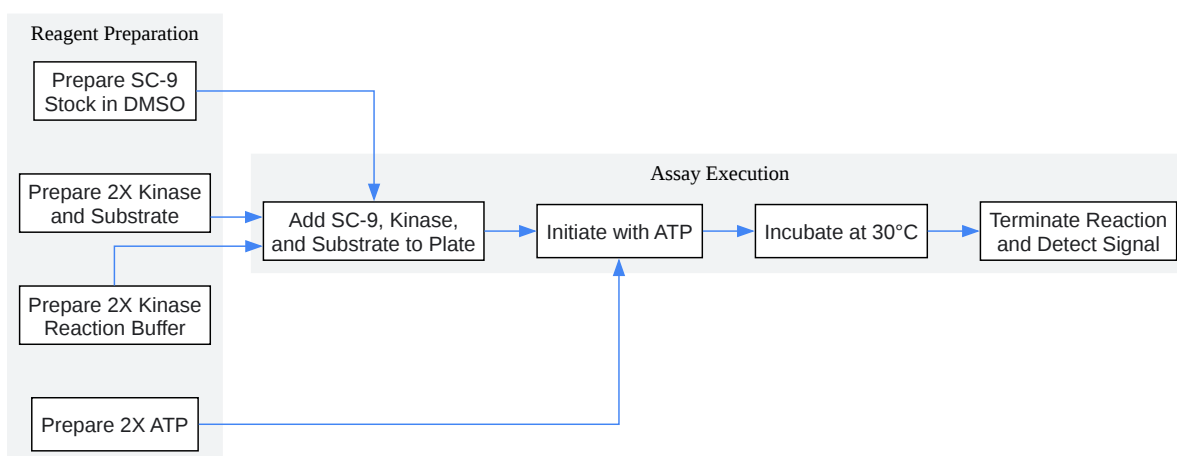 Reagent Preparation
Prepare SC-9
Stock in DMSO
Prepare 2X Kinase
and Substrate
Prepare 2X Kinase
Reaction Buffer
Prepare 2X ATP
Assay Execution
Add SC-9, Kinase,
and Substrate to Plate
Initiate with ATP
Incubate at 30°C
Terminate Reaction
and Detect Signal